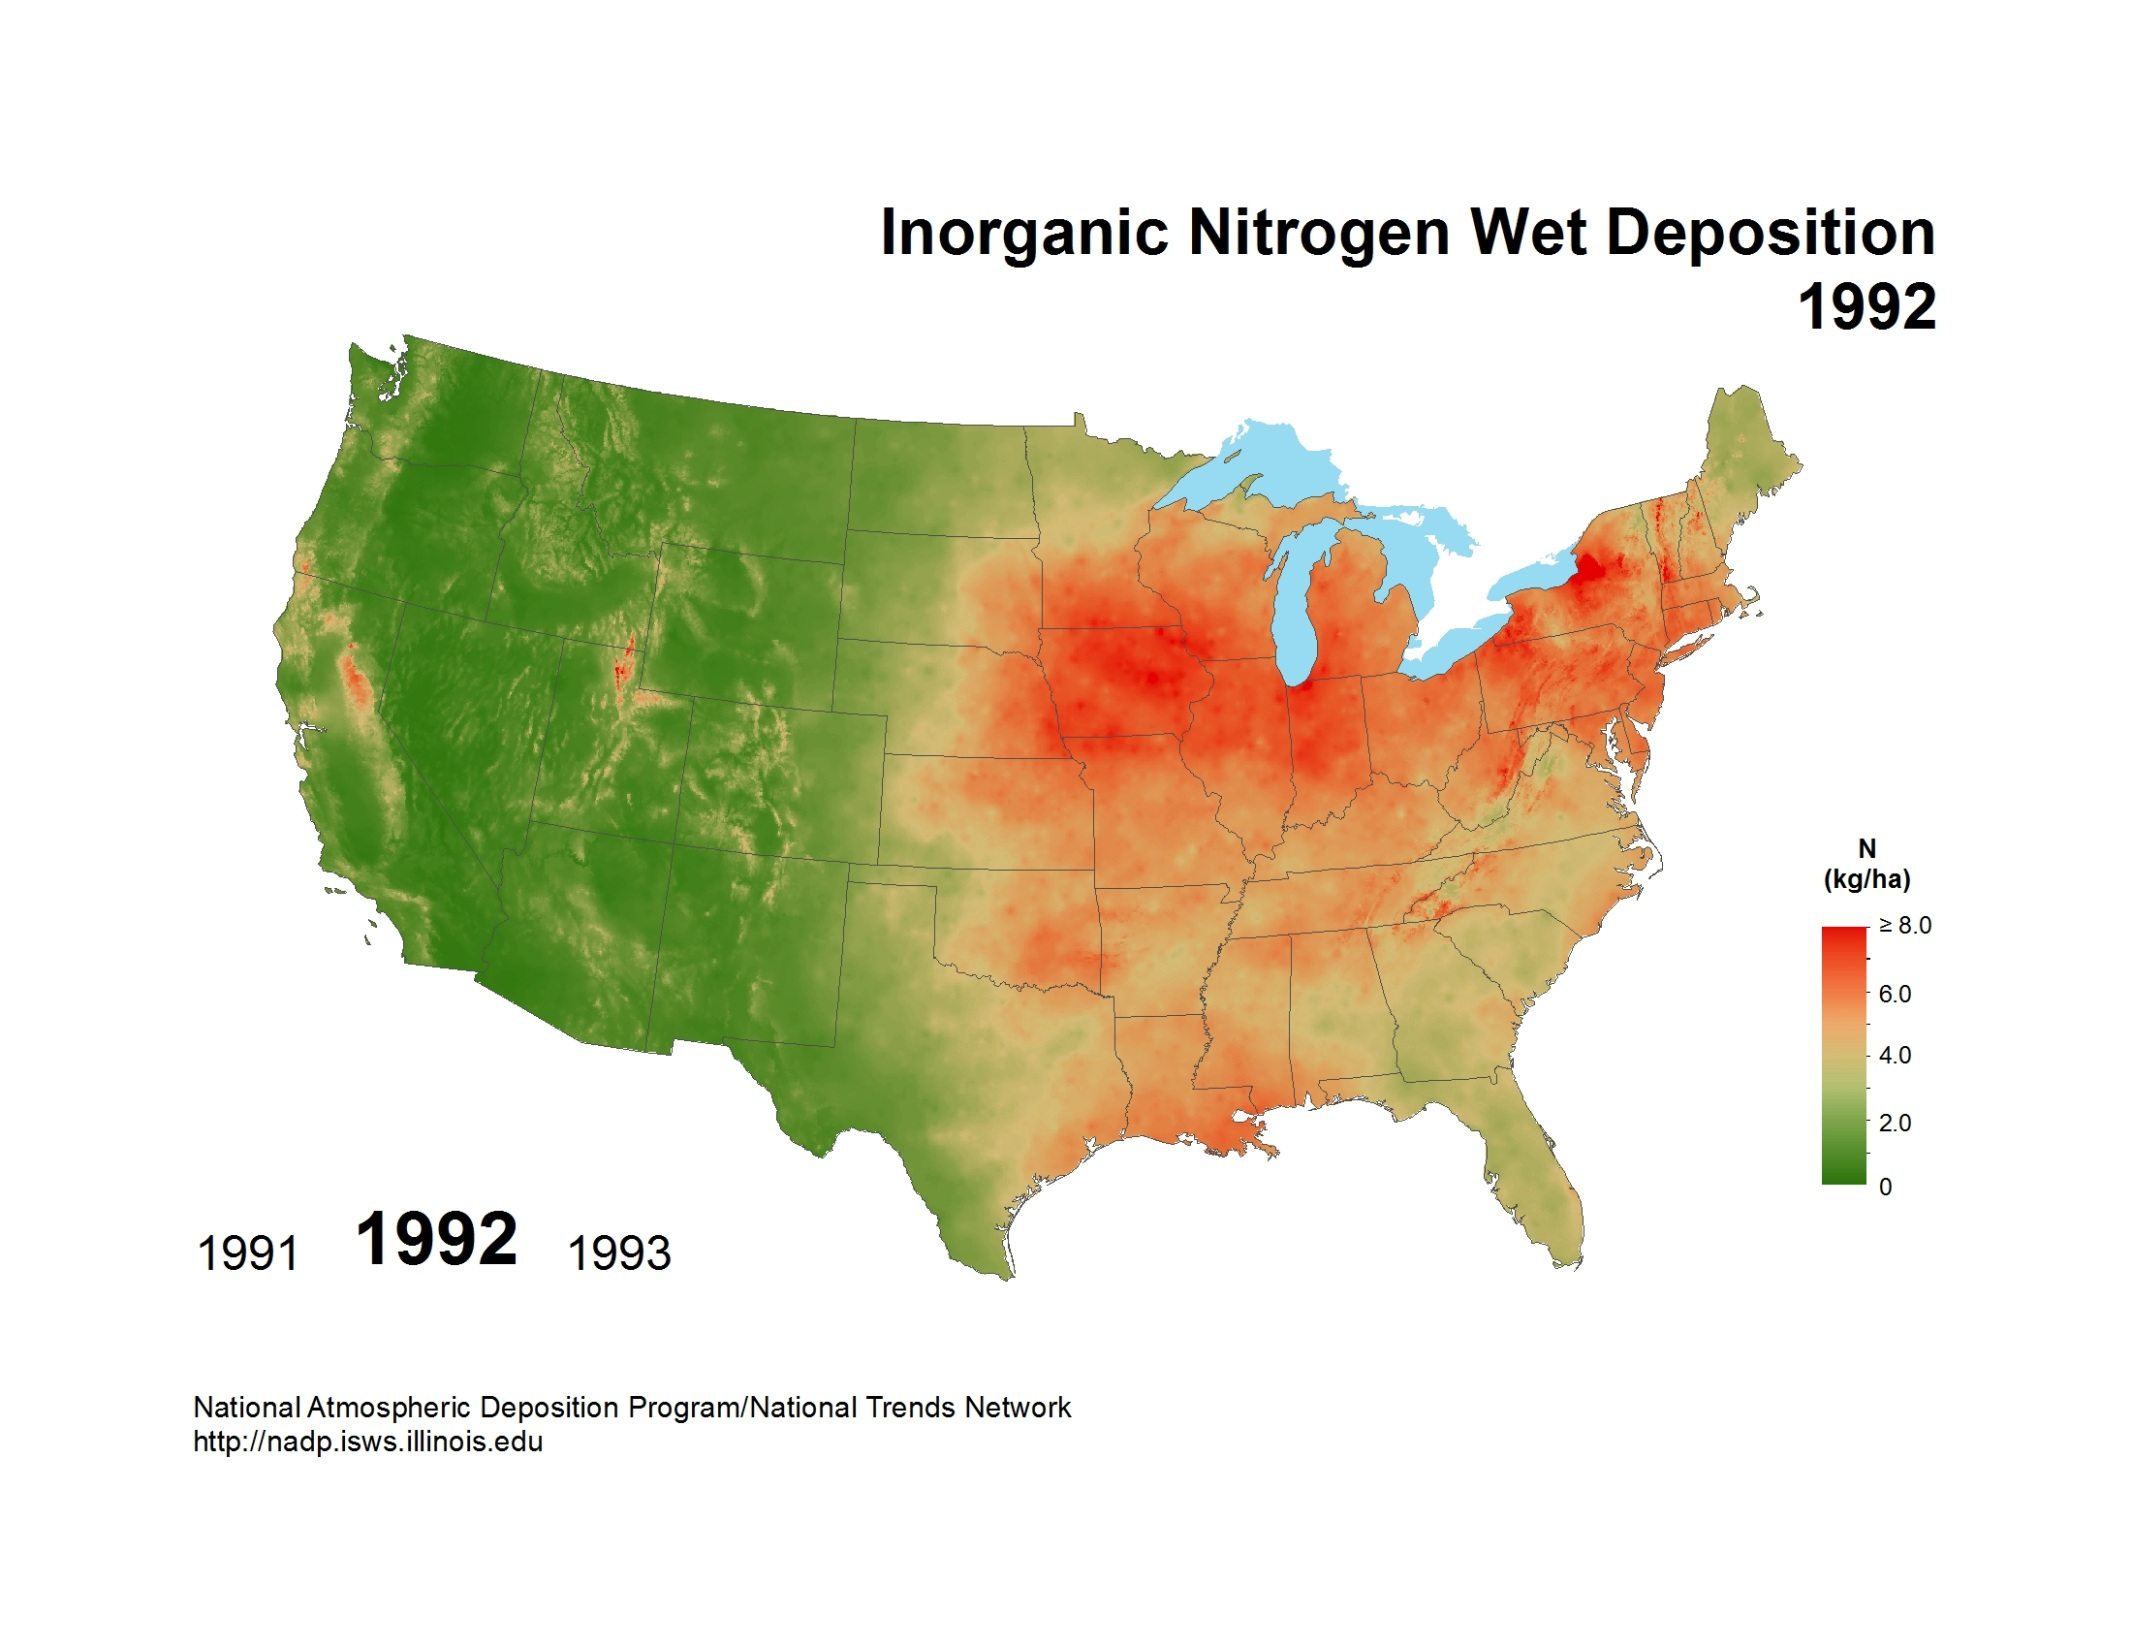 Inorganic Nitrogen Wet Deposition
1992
N
(kg/ha)
≥ 8.0
6.0
4.0
2.0
0
1991 1992 1993
National Atmospheric Deposition Program/National Trends Network
http://nadp.isws.illinois.edu